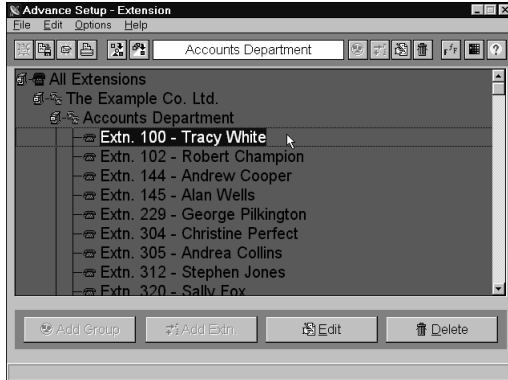 Advance Setup - Extension
File Edit Options Help
Accounts Department
All Extensions
The Example Co. Ltd.
Accounts Department
Extn. 100 - Tracy White
Extn. 102 - Robert Champion
Extn. 144 - Andrew Cooper
Extn. 145 - Alan Wells
Extn. 229 - George Pilkington
Extn. 304 - Christine Perfect
Extn. 305 - Andrea Collins
Extn. 312 - Stephen Jones
Extn. 320 - Sally Fox
Add Group Add Extn. Edit Delete